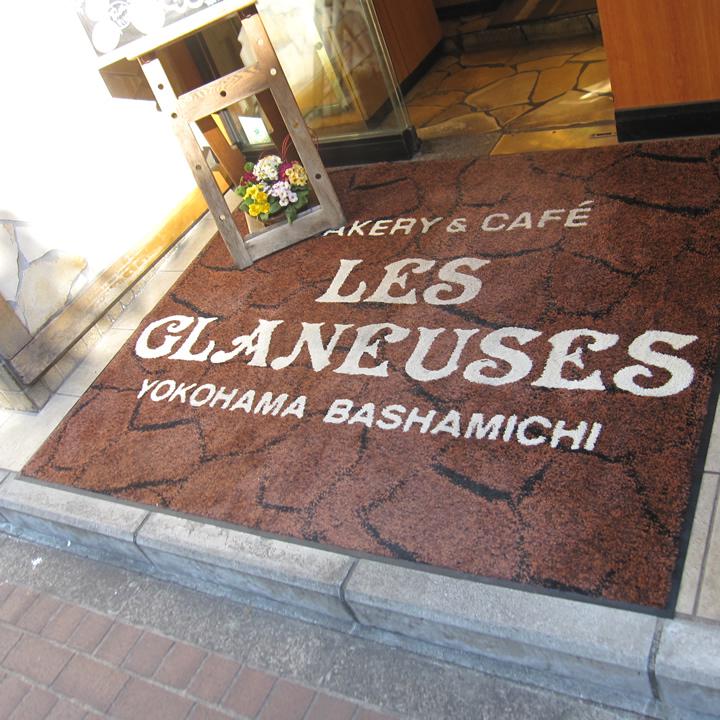 AKERY & CAFÉ
LES
GLANEUSES
YOKOHAMA BASHAMICHI